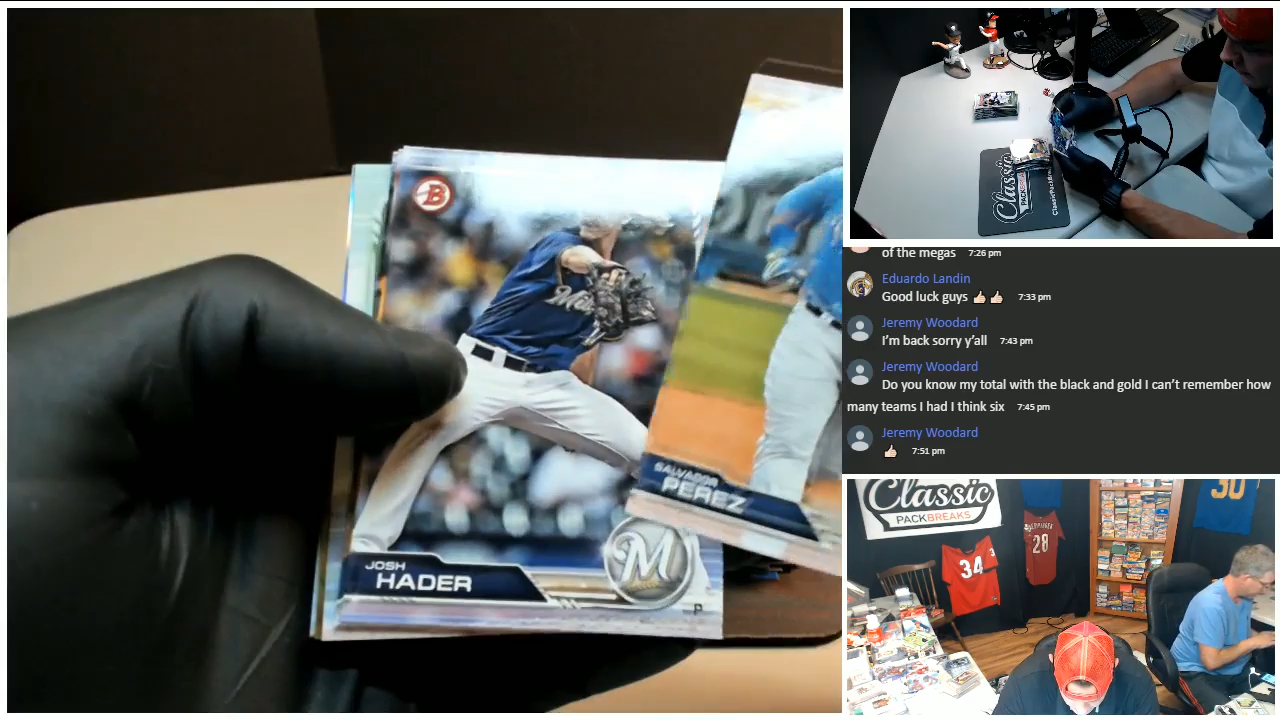 B
JOSH
HADER
M
P
SALVADOR
PEREZ
Classic
of the megas 7:26 pm
Eduardo Landin
Good luck guys 👍🏻 👍🏻 7:33 pm
Jeremy Woodard
I'm back sorry y'all 7:43 pm
Jeremy Woodard
Do you know my total with the black and gold I can't remember how
many teams I had I think six 7:45 pm
Jeremy Woodard
👍🏻 7:51 pm
Classic
PACKBREAKS
34
28
30